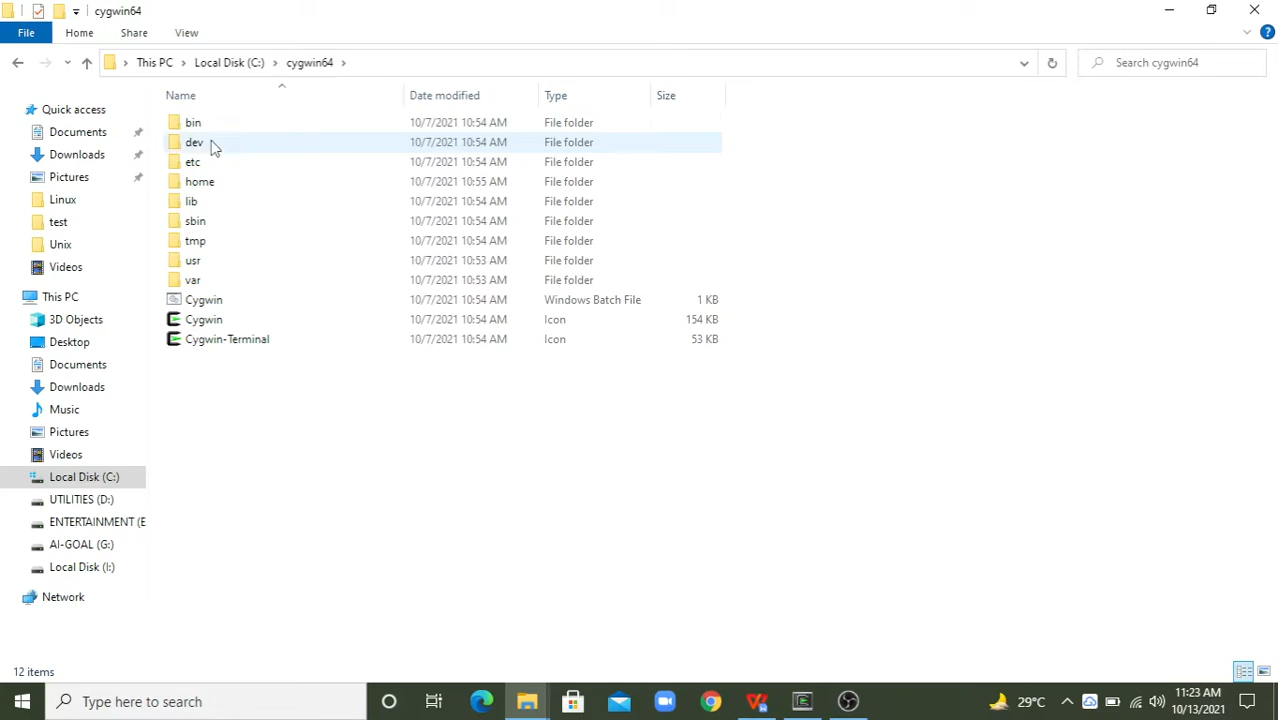 cygwin64
File Home Share View
This PC Local Disk (C:) cygwin64 Search cygwin64
Name Date modified Type Size
Quick access
Documents
Downloads
Pictures
Linux
test
Unix
Videos
This PC
3D Objects
Desktop
Documents
Downloads
Music
Pictures
Videos
Local Disk (C:)
UTILITIES (D:)
ENTERTAINMENT (E
AI-GOAL (G:)
Local Disk (I:)
Network
bin 10/7/2021 10:54 AM File folder
dev 10/7/2021 10:54 AM File folder
etc 10/7/2021 10:54 AM File folder
home 10/7/2021 10:55 AM File folder
lib 10/7/2021 10:54 AM File folder
sbin 10/7/2021 10:54 AM File folder
tmp 10/7/2021 10:54 AM File folder
usr 10/7/2021 10:53 AM File folder
var 10/7/2021 10:53 AM File folder
Cygwin 10/7/2021 10:54 AM Windows Batch File 1 KB
Cygwin 10/7/2021 10:54 AM Icon 154 KB
Cygwin-Terminal 10/7/2021 10:54 AM Icon 53 KB
12 items
Type here to search
29°C
11:23 AM
10/13/2021